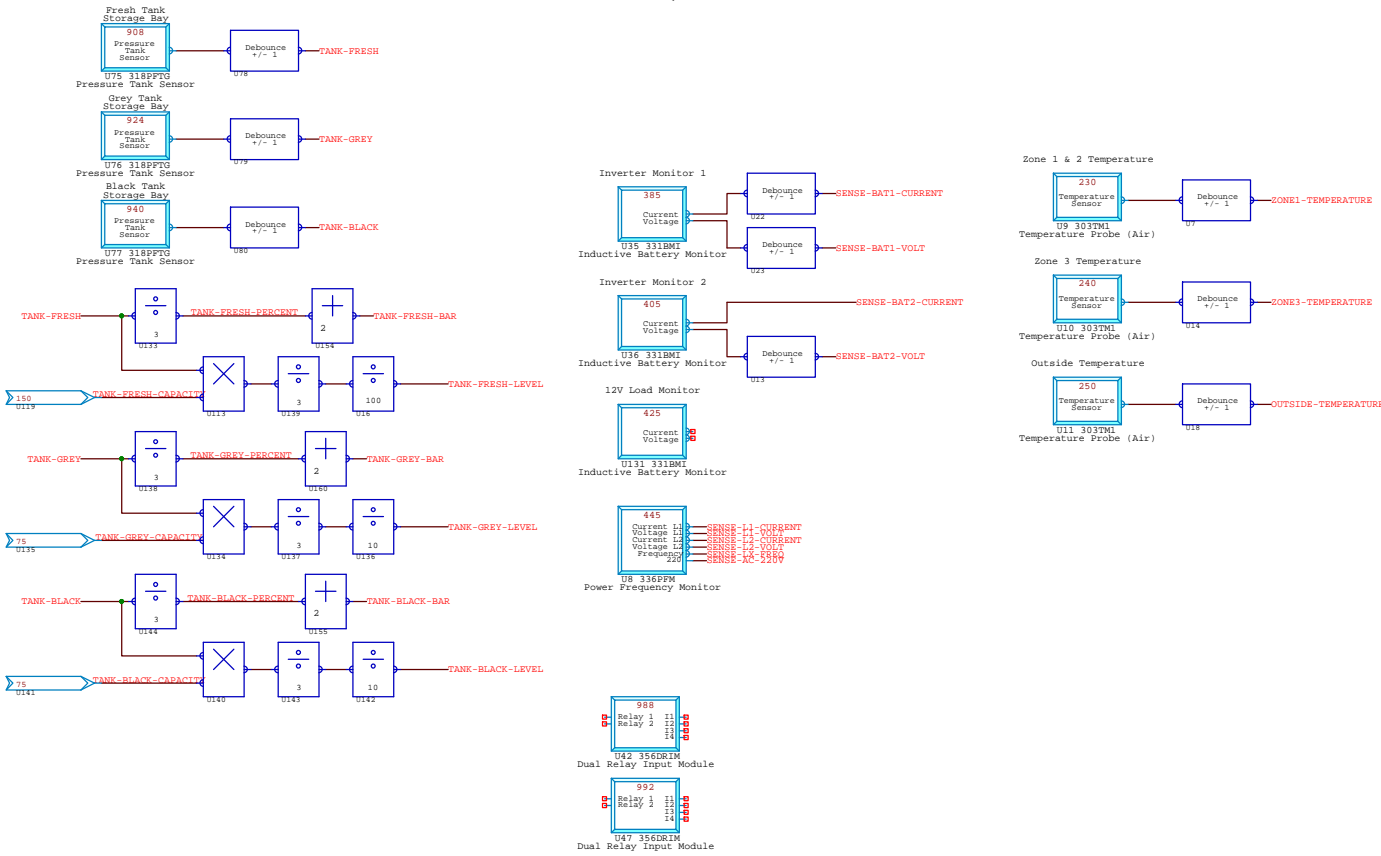 Fresh Tank
Storage Bay
908
Pressure
Tank
Sensor
U75 318PFTG
Pressure Tank Sensor
Debounce
+/- 1
U78
TANK-FRESH
Grey Tank
Storage Bay
924
Pressure
Tank
Sensor
U76 318PFTG
Pressure Tank Sensor
Debounce
+/- 1
U79
TANK-GREY
Black Tank
Storage Bay
940
Pressure
Tank
Sensor
U77 318PFTG
Pressure Tank Sensor
Debounce
+/- 1
U80
TANK-BLACK
TANK-FRESH
3
U133
TANK-FRESH-PERCENT
2
U154
TANK-FRESH-BAR
150
U119
TANK-FRESH-CAPACITY
U113
3
U139
100
U16
TANK-FRESH-LEVEL
TANK-GREY
3
U138
TANK-GREY-PERCENT
2
U160
TANK-GREY-BAR
75
U135
TANK-GREY-CAPACITY
U134
3
U137
10
U136
TANK-GREY-LEVEL
TANK-BLACK
3
U144
TANK-BLACK-PERCENT
2
U155
TANK-BLACK-BAR
75
U141
TANK-BLACK-CAPACITY
U140
3
U143
10
U142
TANK-BLACK-LEVEL
Inverter Monitor 1
385
Current
Voltage
U35 331BMI
Inductive Battery Monitor
Debounce
+/- 1
U22
SENSE-BAT1-CURRENT
Debounce
+/- 1
U23
SENSE-BAT1-VOLT
Inverter Monitor 2
405
Current
Voltage
U36 331BMI
Inductive Battery Monitor
SENSE-BAT2-CURRENT
Debounce
+/- 1
U13
SENSE-BAT2-VOLT
12V Load Monitor
425
Current
Voltage
U131 331BMI
Inductive Battery Monitor
445
Current L1
Voltage L1
Current L2
Voltage L2
Frequency
220
SENSE-L1-CURRENT
SENSE-L1-VOLT
SENSE-L2-CURRENT
SENSE-L2-VOLT
SENSE-LX-FREQ
SENSE-AC-220V
U8 336PFM
Power Frequency Monitor
988
Relay 1 I1
Relay 2 I2
I3
I4
U42 356DRIM
Dual Relay Input Module
992
Relay 1 I1
Relay 2 I2
I3
I4
U47 356DRIM
Dual Relay Input Module
Zone 1 & 2 Temperature
230
Temperature
Sensor
U9 303TM1
Temperature Probe (Air)
Debounce
+/- 1
U7
ZONE1-TEMPERATURE
Zone 3 Temperature
240
Temperature
Sensor
U10 303TM1
Temperature Probe (Air)
Debounce
+/- 1
U14
ZONE3-TEMPERATURE
Outside Temperature
250
Temperature
Sensor
U11 303TM1
Temperature Probe (Air)
Debounce
+/- 1
U18
OUTSIDE-TEMPERATURE